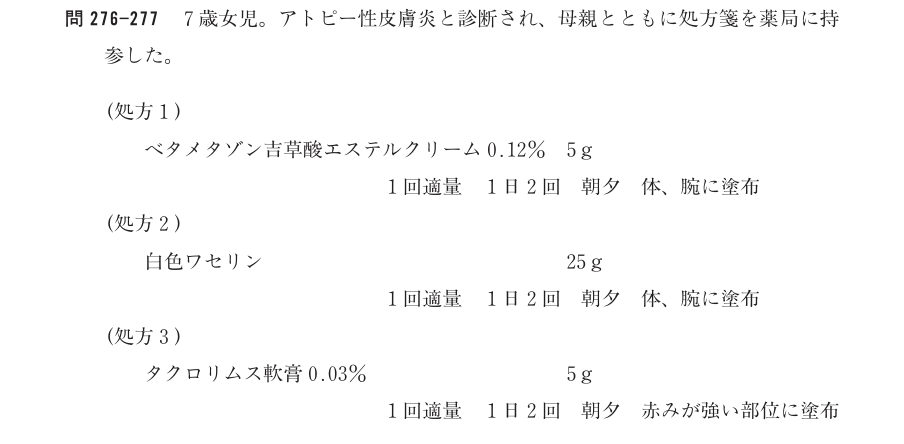 問 276−277　7 歳女児。アトピー性皮膚炎と診断され、母親とともに処方箋を薬局に持
参した。
(処方 1 )
ベタメタゾン吉草酸エステルクリーム 0.12%　5 g
1 回適量　1 日 2 回　朝夕　体、腕に塗布
(処方 2 )
白色ワセリン　25 g
1 回適量　1 日 2 回　朝夕　体、腕に塗布
(処方 3 )
タクロリムス軟膏 0.03%　5 g
1 回適量　1 日 2 回　朝夕　赤みが強い部位に塗布